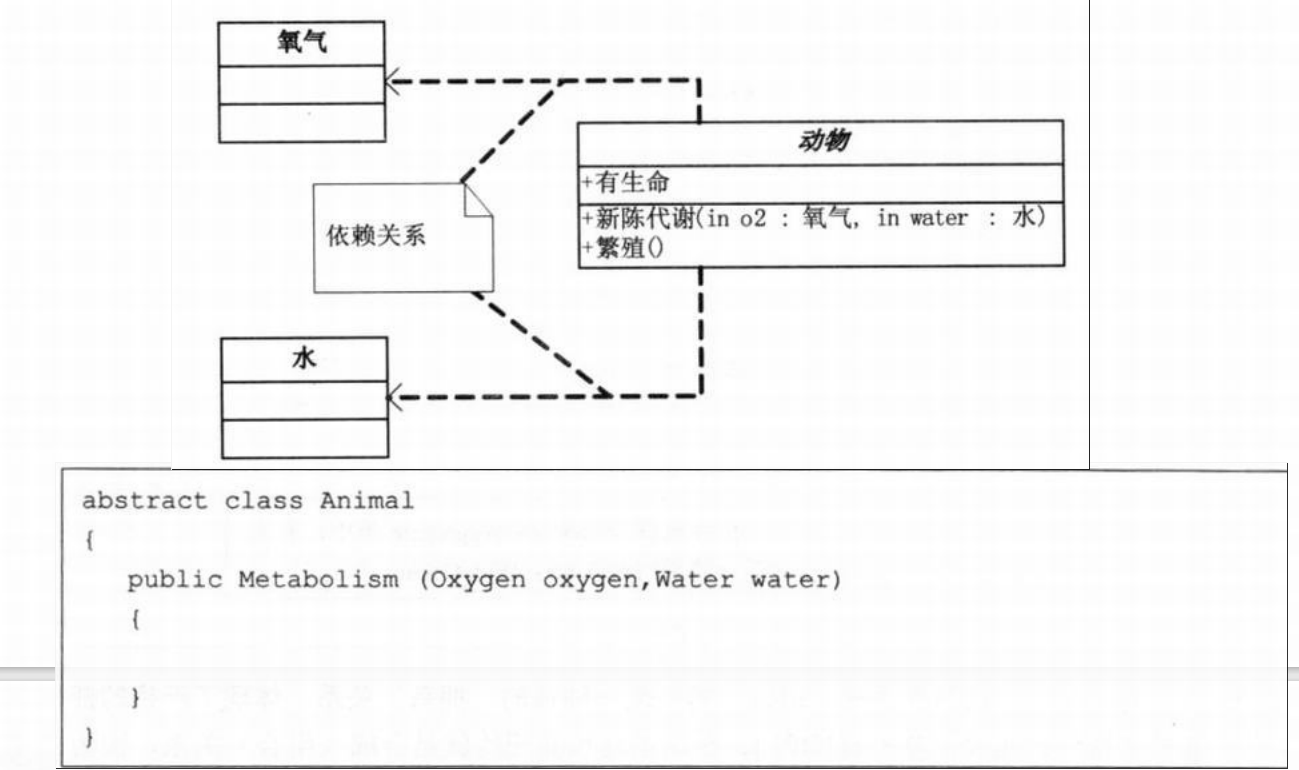 氧气
动物
+有生命
+新陈代谢(in o2 : 氧气, in water : 水)
+繁殖()
依赖关系
水
abstract class Animal
{
public Metabolism (Oxygen oxygen,Water water)
{
}
}